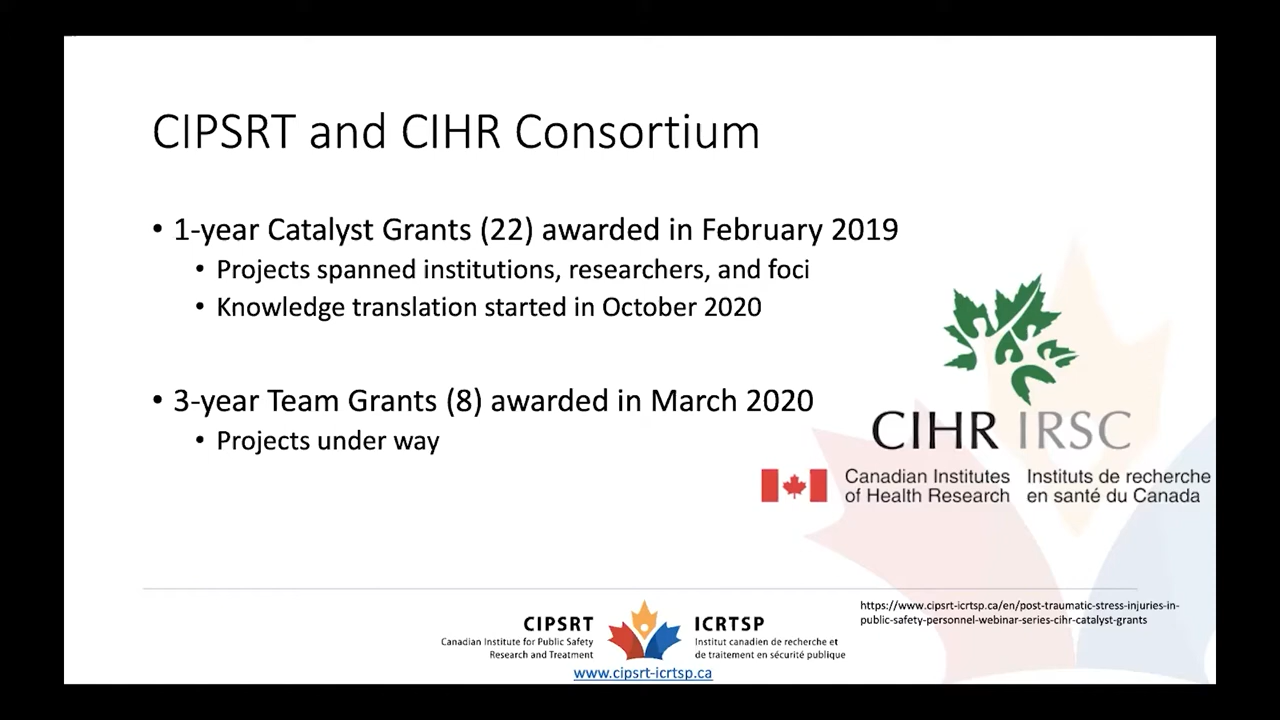 CIPSRT and CIHR Consortium
• 1-year Catalyst Grants (22) awarded in February 2019
• Projects spanned institutions, researchers, and foci
• Knowledge translation started in October 2020
• 3-year Team Grants (8) awarded in March 2020
• Projects under way
CIHR IRSC
Canadian Institutes
of Health Research
Instituts de recherche
en santé du Canada
CIPSRT
Canadian Institute for Public Safety
Research and Treatment
ICRTSP
Institut canadien de recherche et
de traitement en sécurité publique
www.cipsrt-icrtsp.ca
https://www.cipsrt-icrtsp.ca/en/post-traumatic-stress-injuries-in-
public-safety-personnel-webinar-series-cihr-catalyst-grants